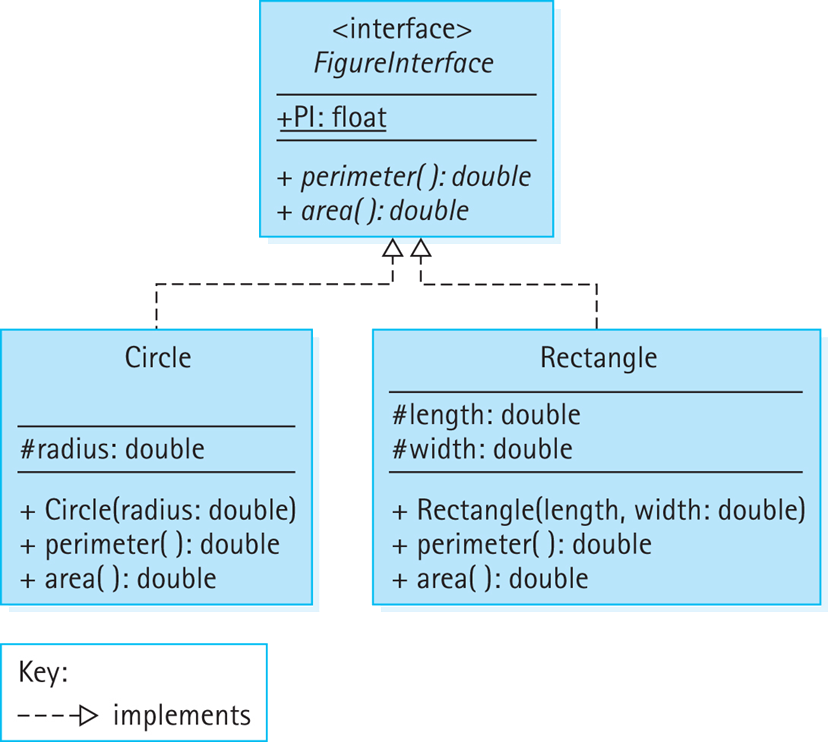 <interface>
FigureInterface
+PI: float
+ perimeter( ): double
+ area( ): double
Circle
#radius: double
+ Circle(radius: double)
+ perimeter( ): double
+ area( ): double
Rectangle
#length: double
#width: double
+ Rectangle(length, width: double)
+ perimeter( ): double
+ area( ): double
Key:
implements